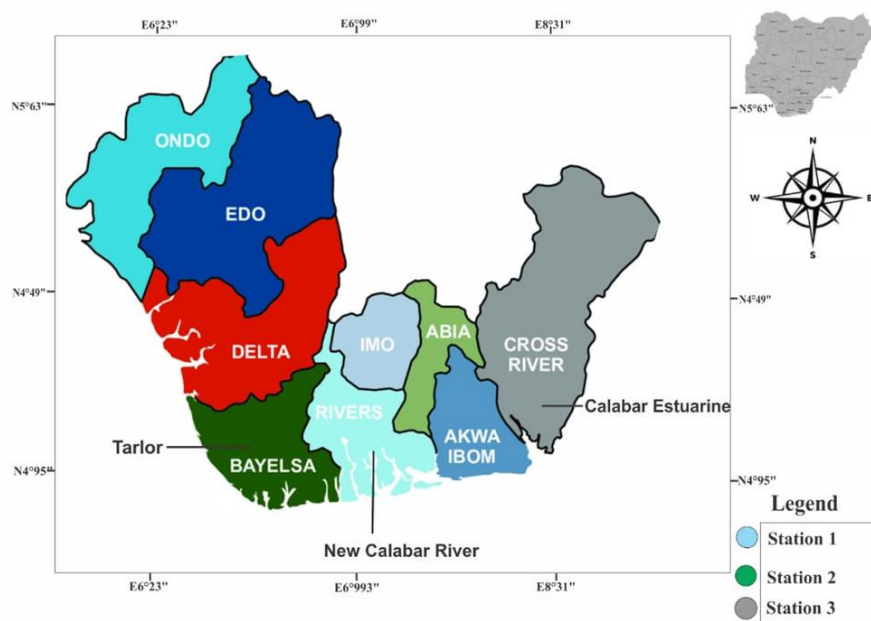 E6°23"
E6°99"
E8°31"
N5°63"
N5°63"
N
W
E
S
ONDO
EDO
N4°49"
N4°49"
DELTA
IMO
ABIA
CROSS
RIVER
RIVERS
Calabar Estuarine
Tarlor
BAYELSA
AKWA
IBOM
N4°95"
N4°95"
New Calabar River
Legend
Station 1
Station 2
Station 3
E6°23"
E6°993"
E8°31"